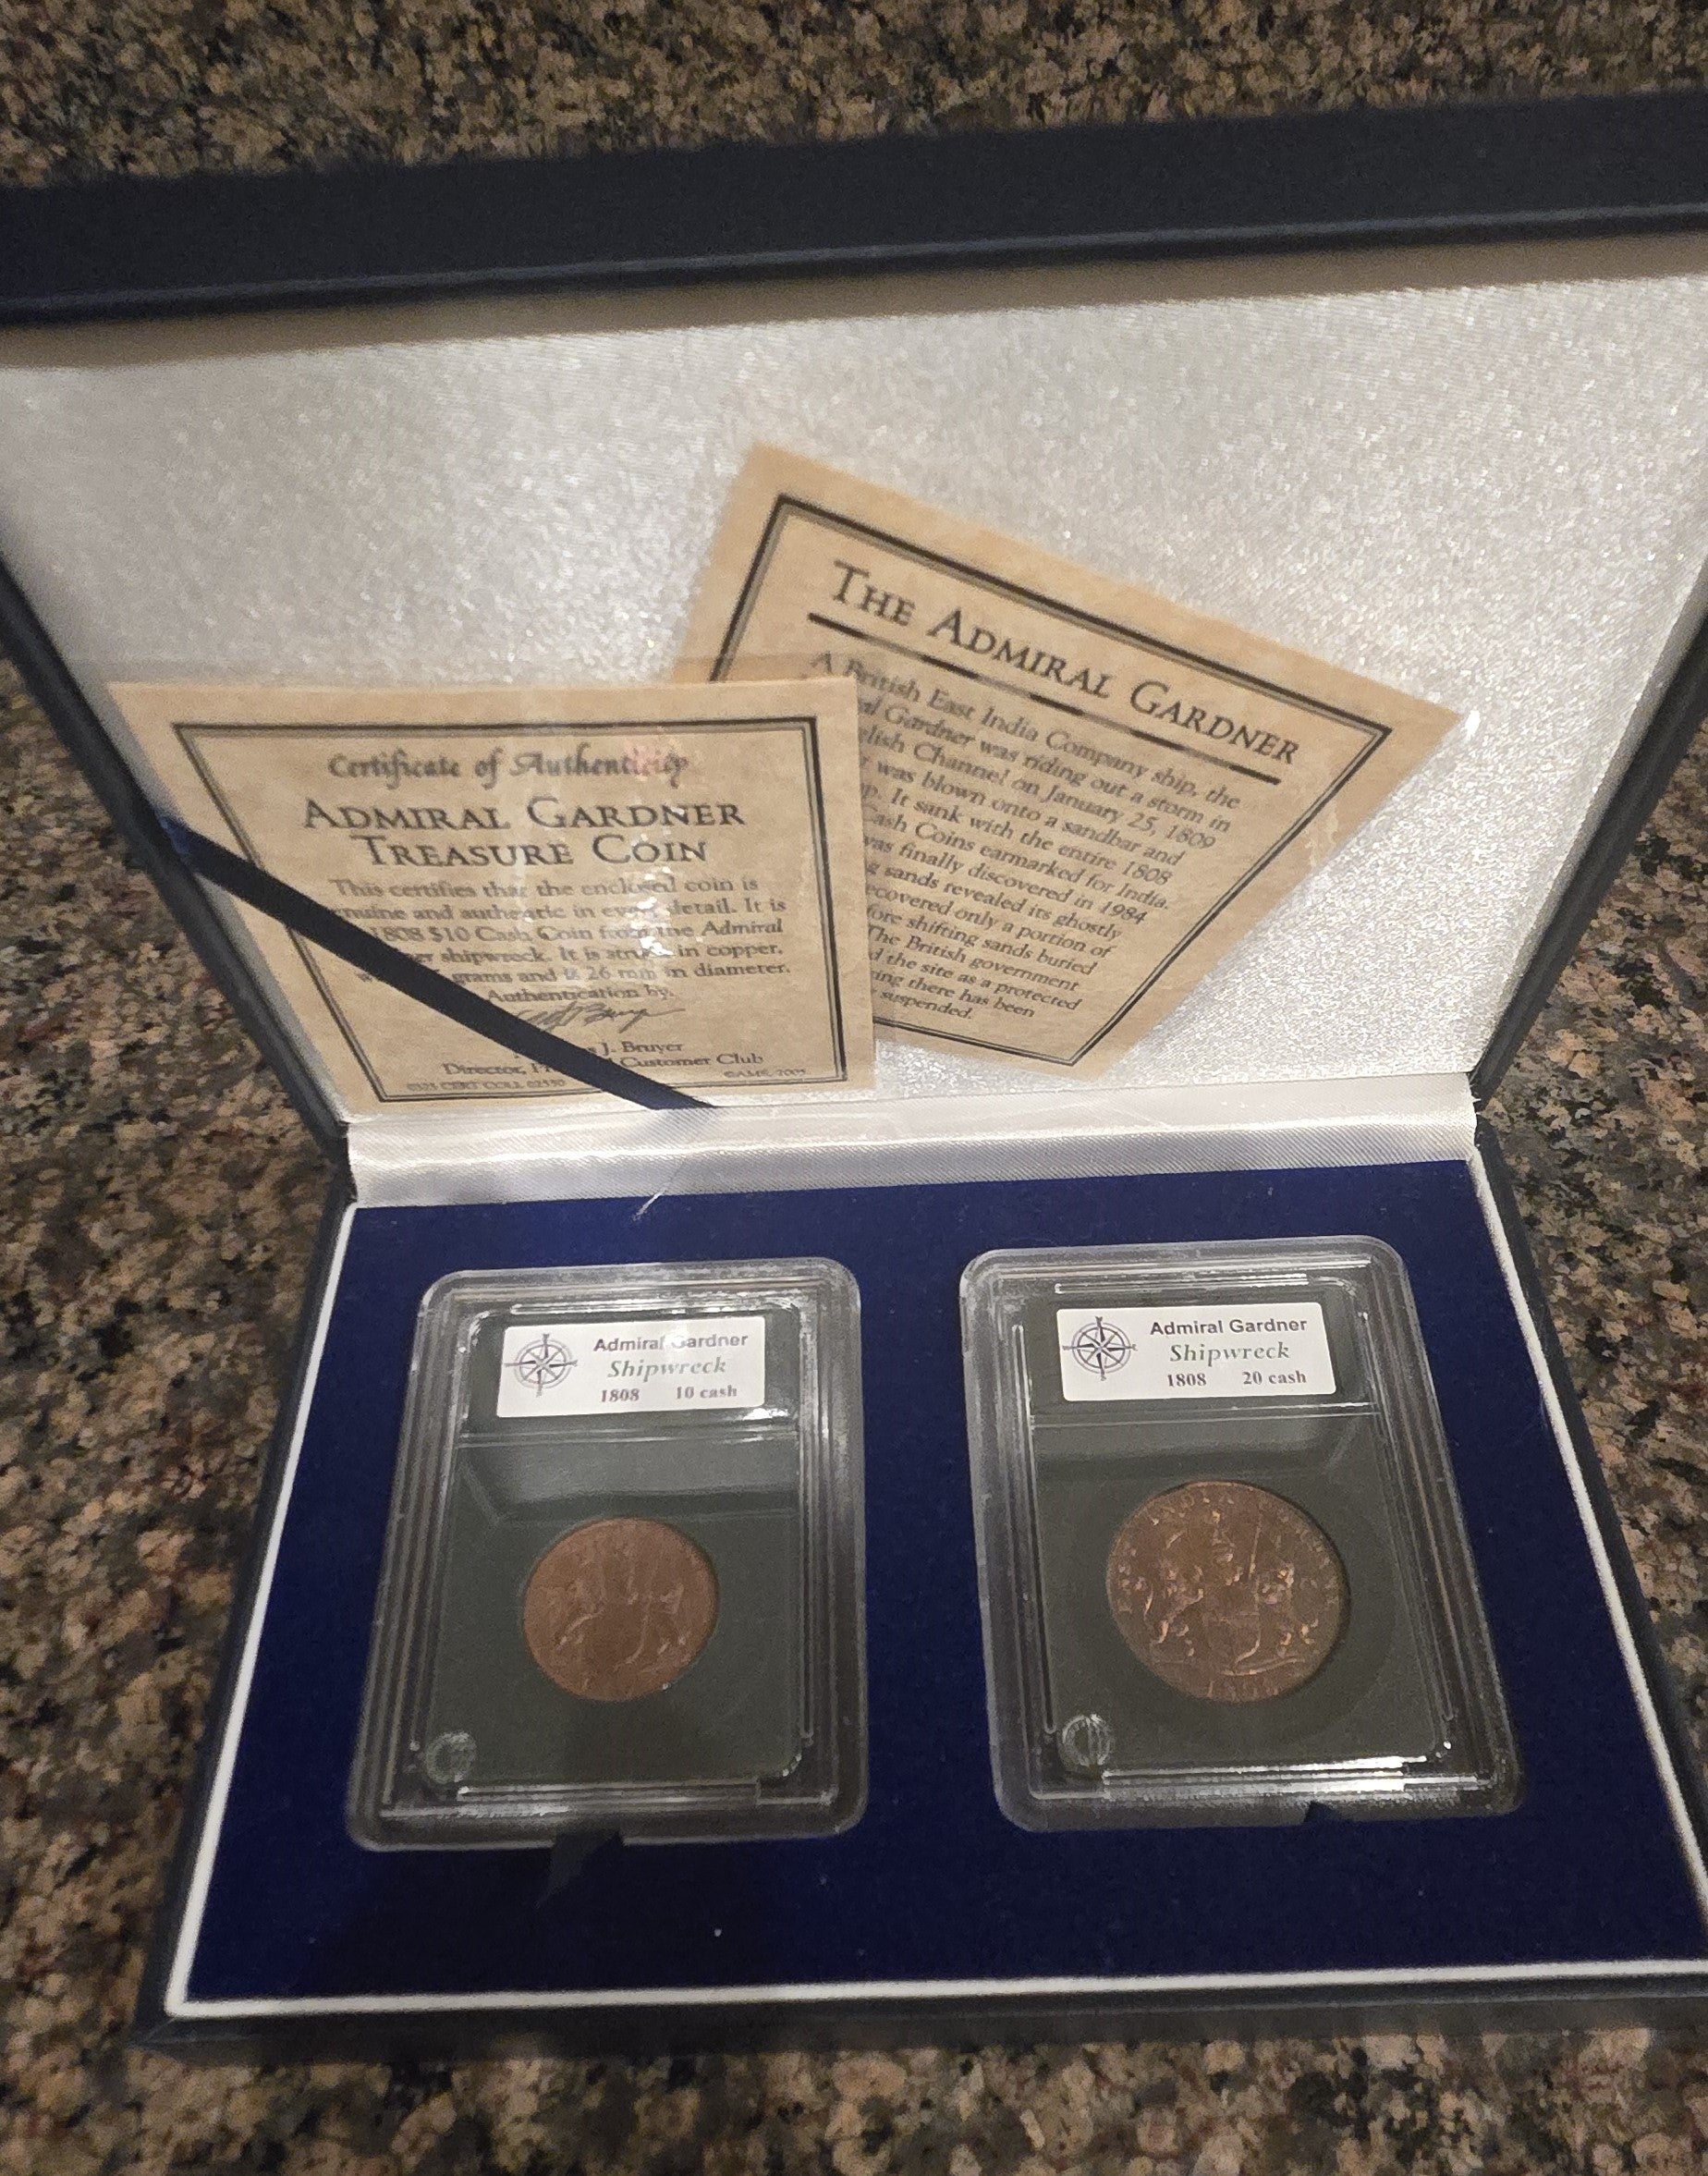 THE ADMIRAL GARDNER
A British East India Company ship, the
Gardner was riding out a storm in
Channel on January 25, 1809
was blown onto a sandbar and
It sank with the entire 1808
Cash Coins earmarked for India.
was finally discovered in 1984
sands revealed its ghostly
recovered only a portion of
shifting sands buried
The British government
the site as a protected
there has been
suspended.
Certificate of Authenticity
ADMIRAL GARDNER
TREASURE COIN
This certifies that the enclosed coin is
and authentic in every detail. It is
1808 $10 Cash Coin from the Admiral
shipwreck. It is struck in copper,
grams and is 26 mm in diameter.
Authentication by:
J. Bruyer
Director, Customer Club
©AMS, 2005
Admiral Gardner
Shipwreck
1808 10 cash
Admiral Gardner
Shipwreck
1808 20 cash
EAST INDIA
1808